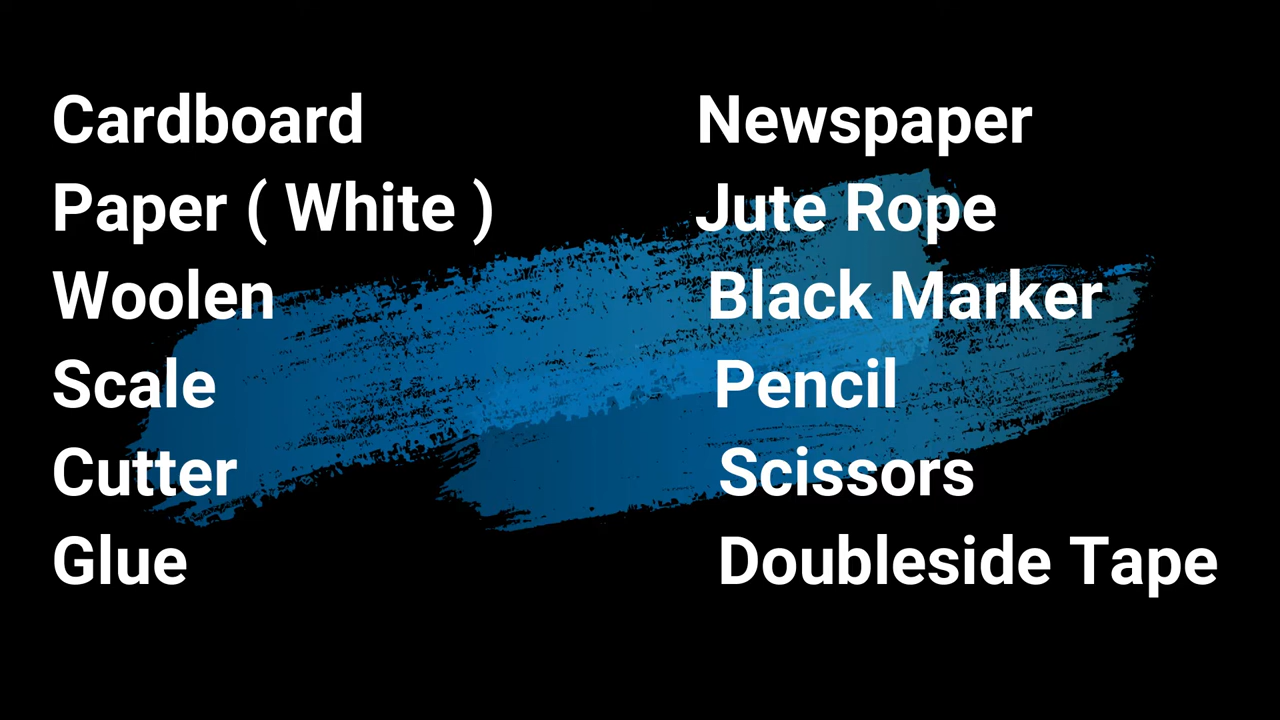 Cardboard
Paper ( White )
Woolen
Scale
Cutter
Glue
Newspaper
Jute Rope
Black Marker
Pencil
Scissors
Doubleside Tape